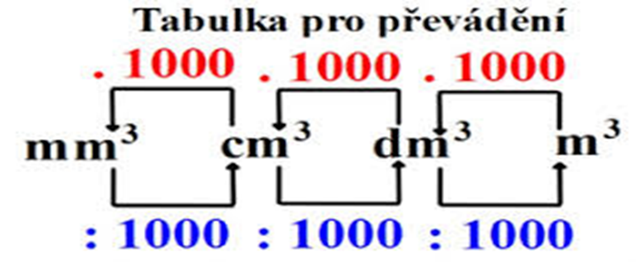 Tabulka pro převádění
. 1000 . 1000 . 1000
mm³ cm³ dm³ m³
: 1000 : 1000 : 1000